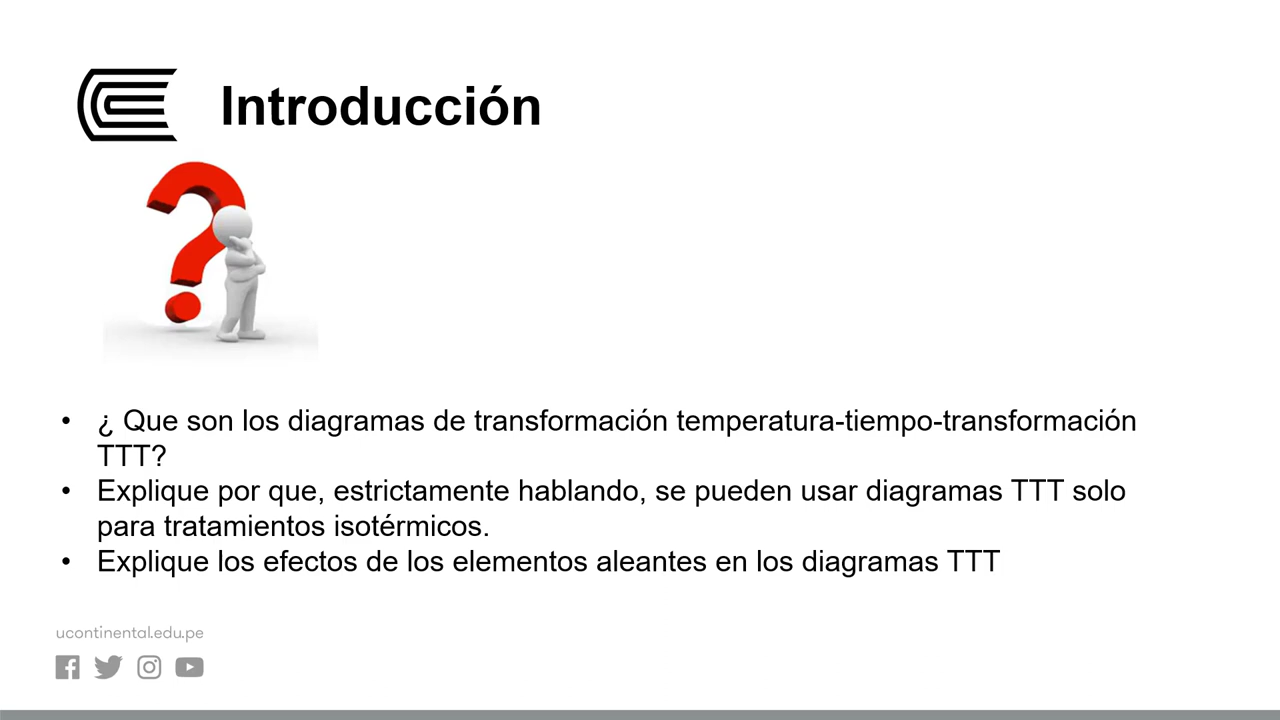 Introducción
• ¿ Que son los diagramas de transformación temperatura-tiempo-transformación
TTT?
• Explique por que, estrictamente hablando, se pueden usar diagramas TTT solo
para tratamientos isotérmicos.
• Explique los efectos de los elementos aleantes en los diagramas TTT
ucontinental.edu.pe